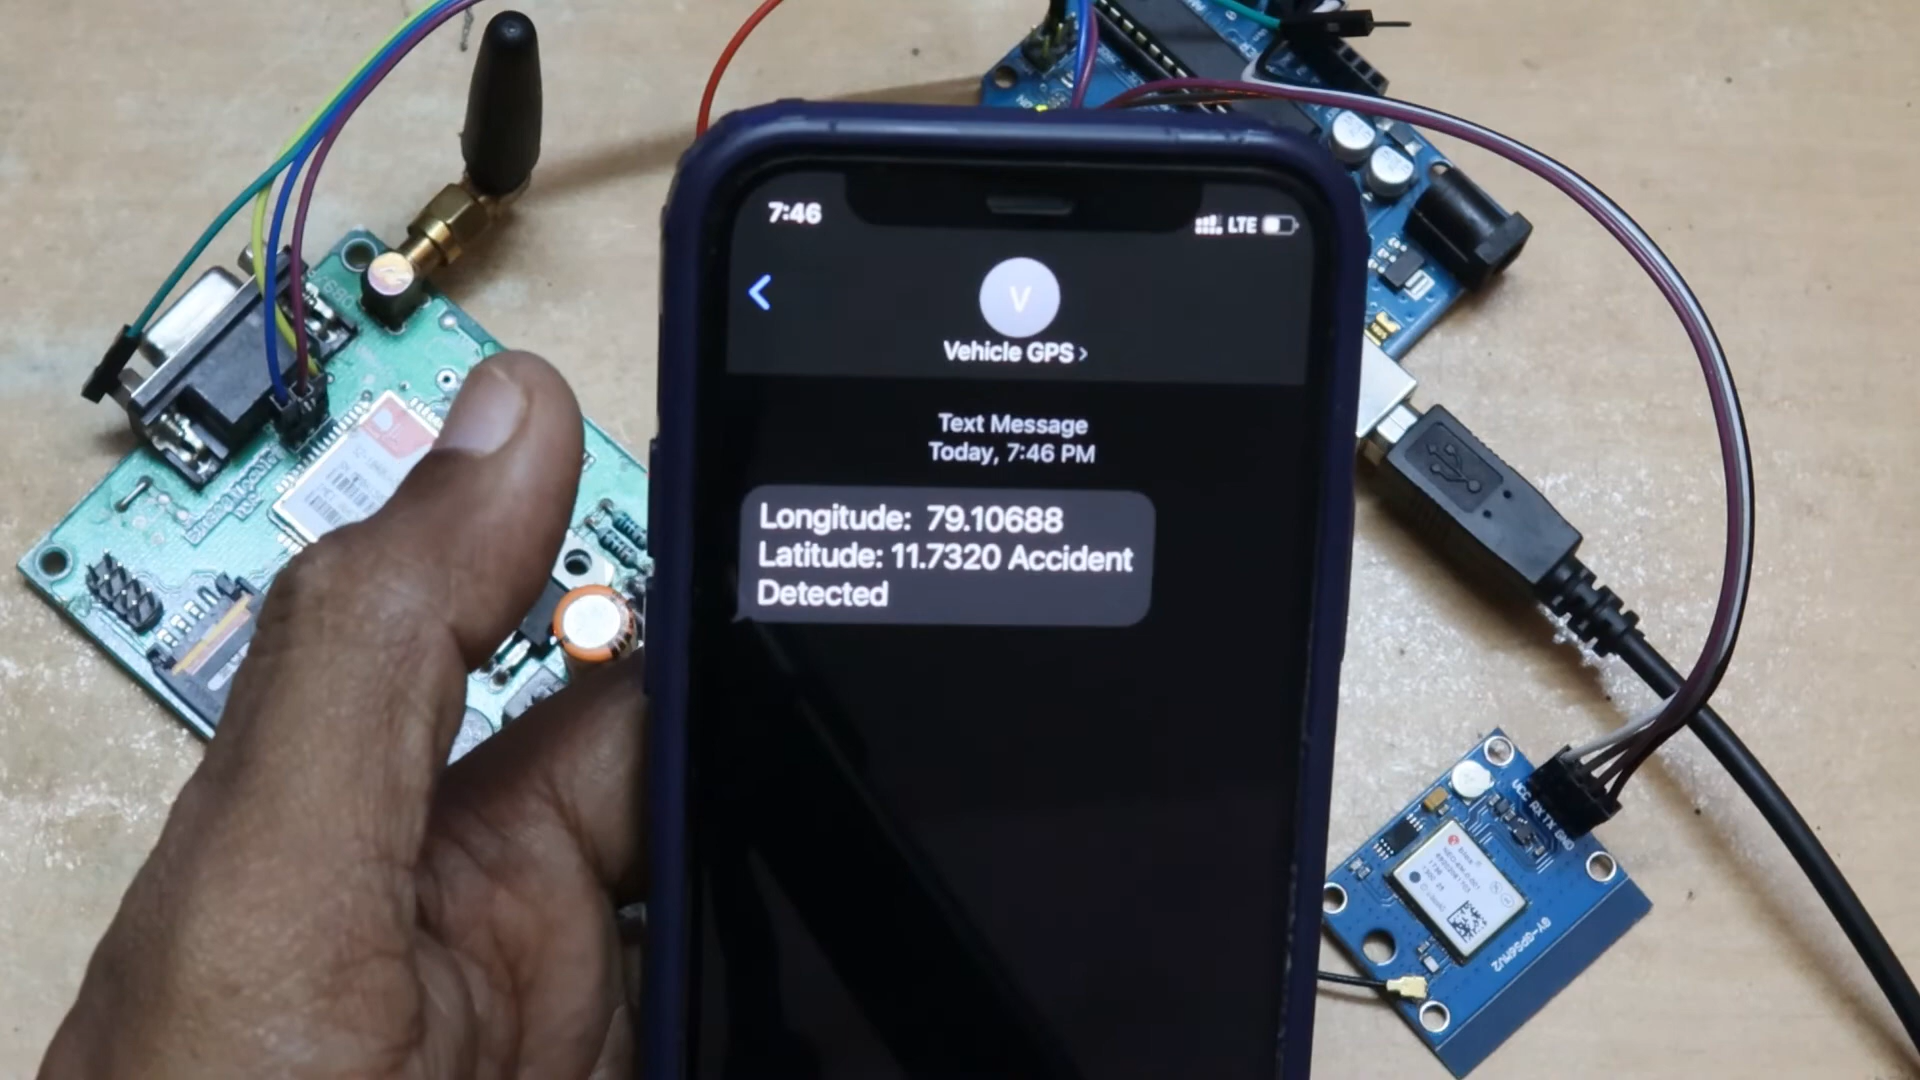 7:46
LTE
V
Vehicle GPS
Text Message
Today, 7:46 PM
Longitude: 79.10688
Latitude: 11.7320 Accident
Detected
VCC RX TX GND
GY-GPS6MV2